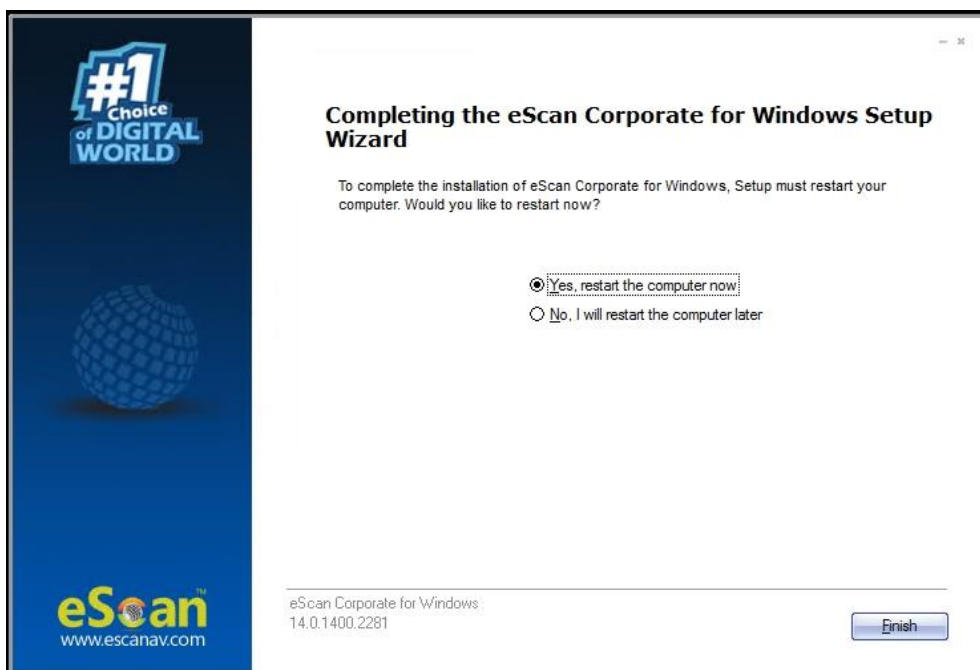 #1
Choice
of DIGITAL
WORLD
Completing the eScan Corporate for Windows Setup
Wizard
To complete the installation of eScan Corporate for Windows, Setup must restart your
computer. Would you like to restart now?
Yes, restart the computer now
No, I will restart the computer later
eScan™
www.escanav.com
eScan Corporate for Windows
14.0.1400.2281
Finish